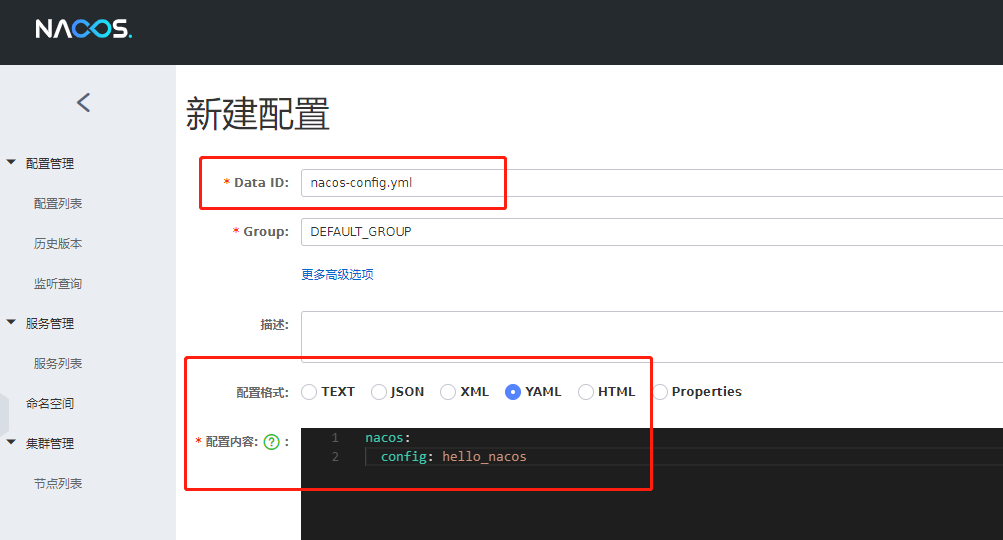 NACOS.
新建配置
配置管理
配置列表
历史版本
监听查询
服务管理
服务列表
命名空间
集群管理
节点列表
* Data ID: nacos-config.yml
* Group: DEFAULT_GROUP
更多高级选项
描述:
配置格式: TEXT JSON XML YAML HTML Properties
* 配置内容: ? :
1 nacos:
2 config: hello_nacos